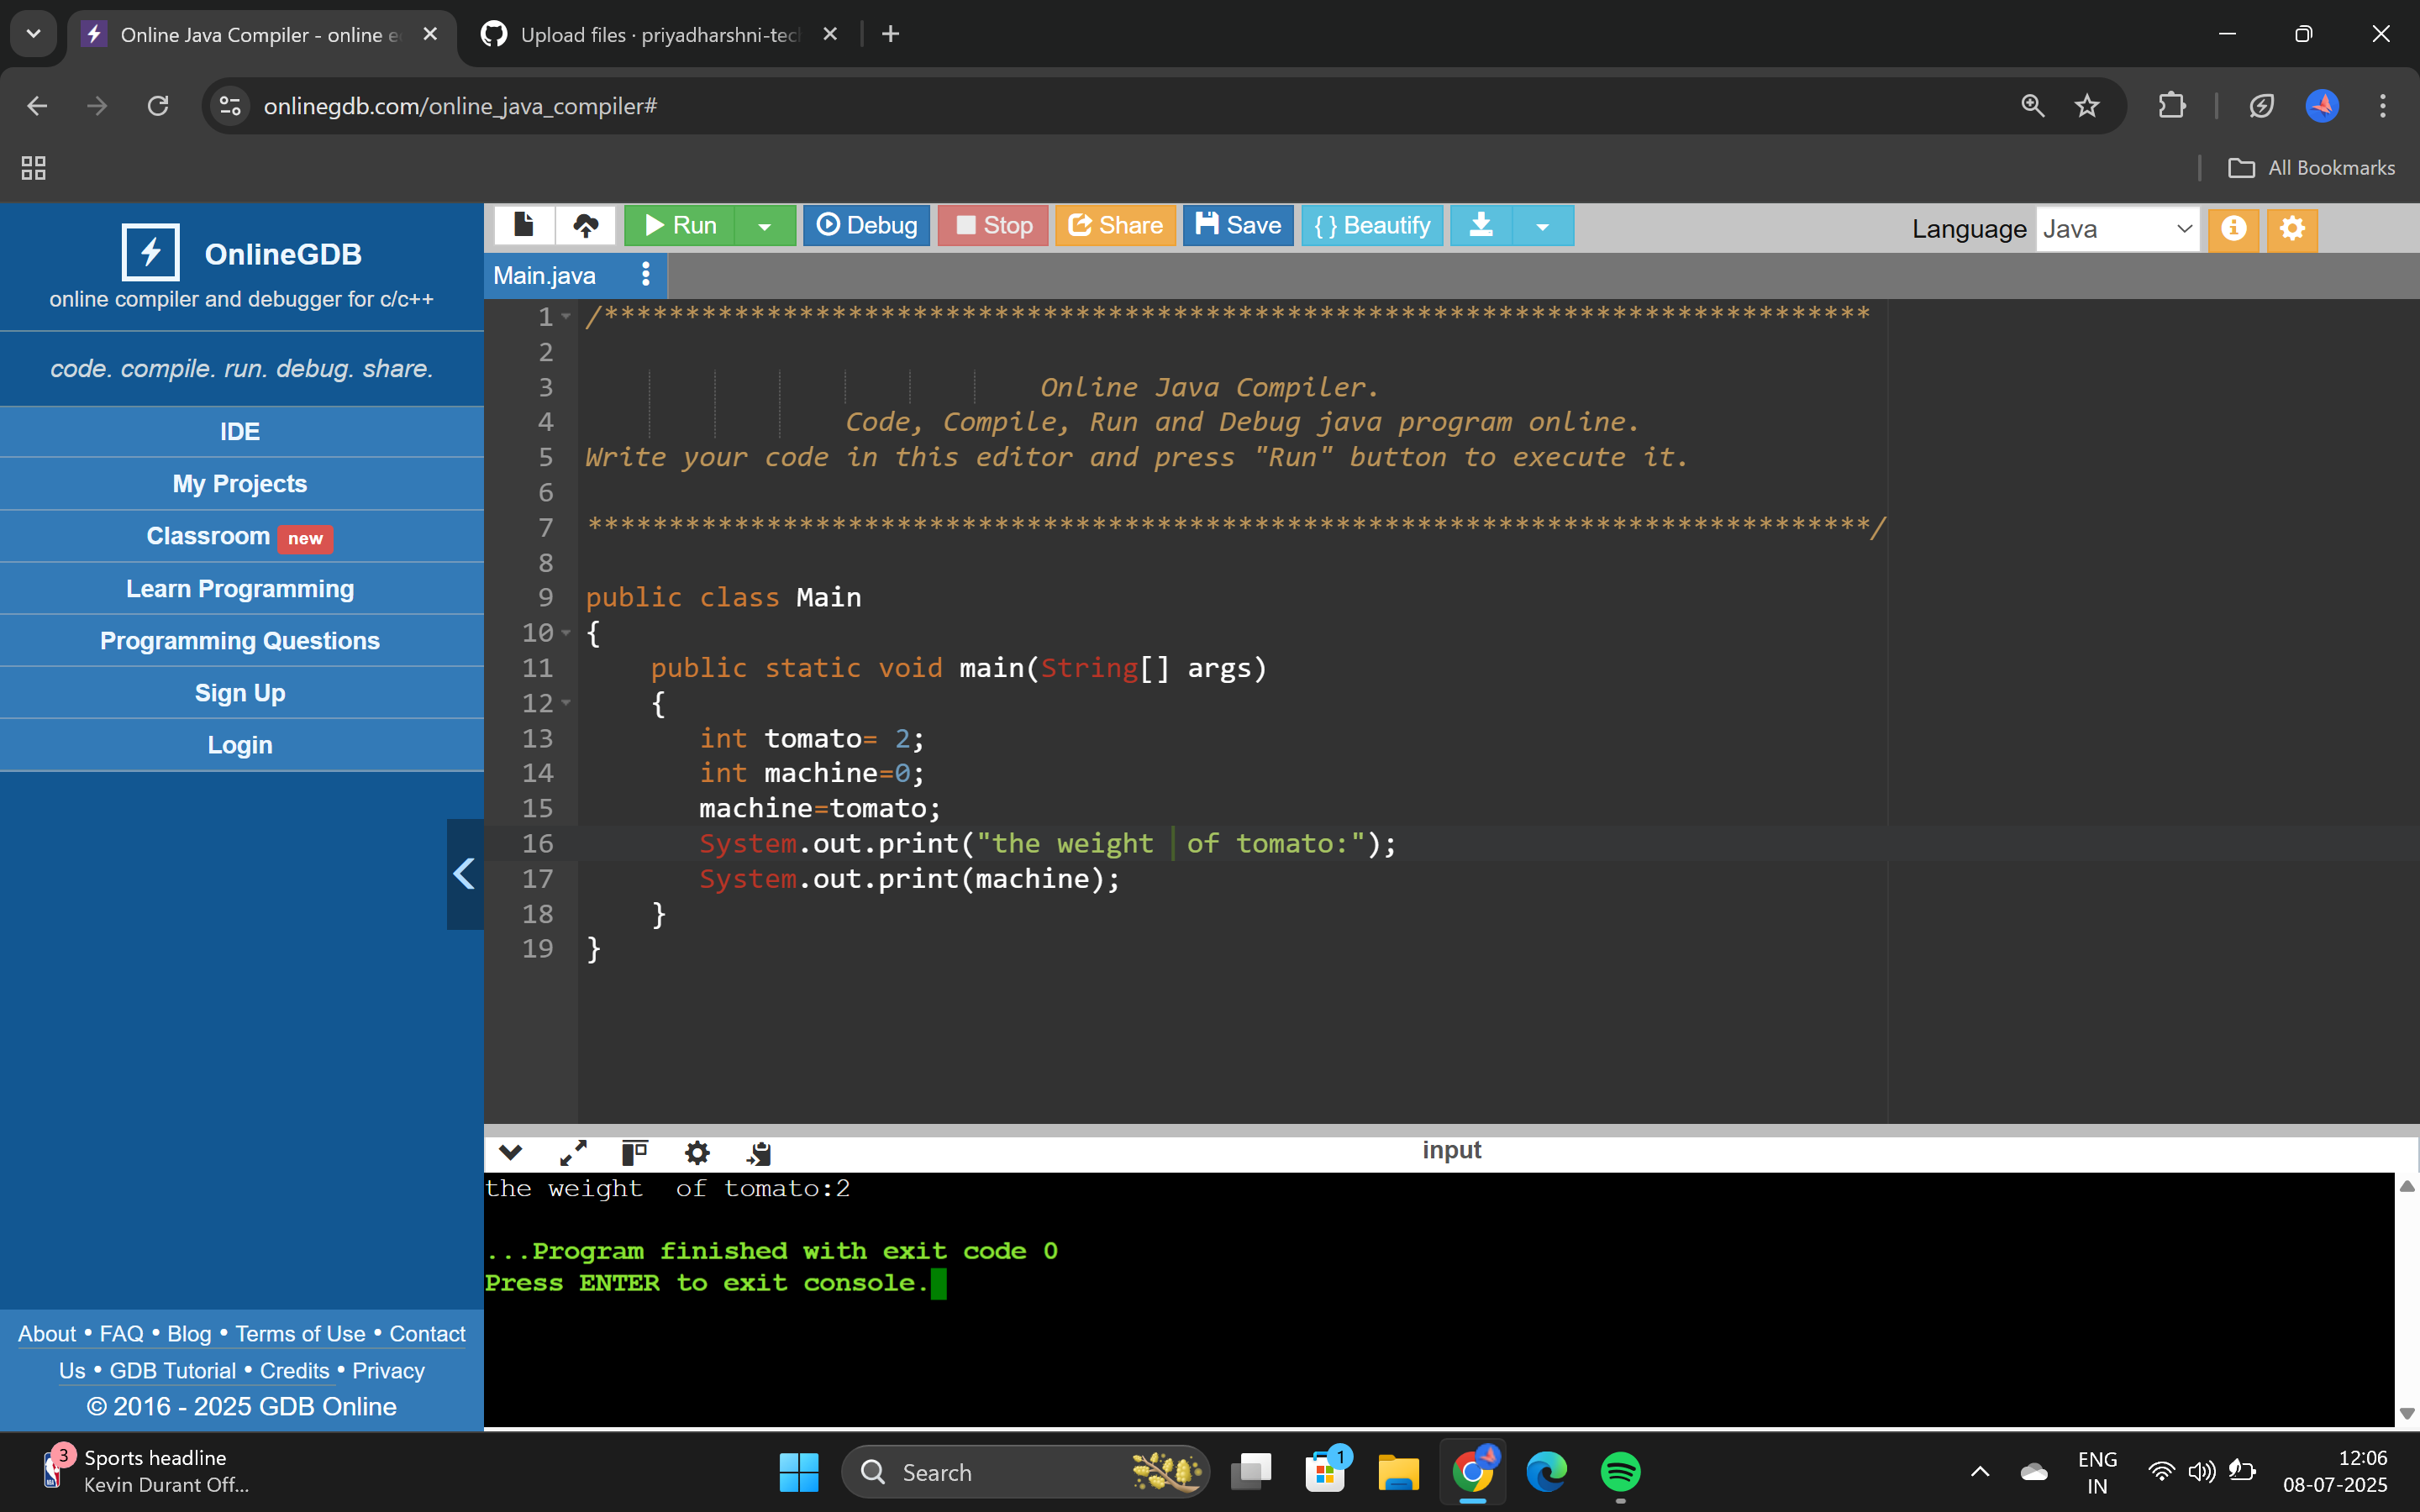 Online Java Compiler - online e
Upload files · priyadharshni-tec
onlinegdb.com/online_java_compiler#
All Bookmarks
OnlineGDB
online compiler and debugger for c/c++
code. compile. run. debug. share.
IDE
My Projects
Classroom new
Learn Programming
Programming Questions
Sign Up
Login
About • FAQ • Blog • Terms of Use • Contact
Us • GDB Tutorial • Credits • Privacy
© 2016 - 2025 GDB Online
Run Debug Stop Share Save { } Beautify Language Java
Main.java
1 /******************************************************************************
2
3 Online Java Compiler.
4 Code, Compile, Run and Debug java program online.
5 Write your code in this editor and press "Run" button to execute it.
6
7 *******************************************************************************/
8
9 public class Main
10 {
11 public static void main(String[] args)
12 {
13 int tomato= 2;
14 int machine=0;
15 machine=tomato;
16 System.out.print("the weight  of tomato:");
17 System.out.print(machine);
18 }
19 }
input
the weight  of tomato:2
...Program finished with exit code 0
Press ENTER to exit console.
3
Sports headline
Kevin Durant Off...
Search
1
ENG
IN
12:06
08-07-2025